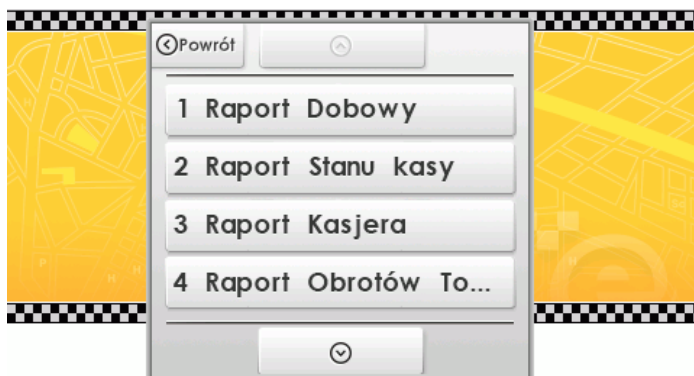 Powrót
1 Raport Dobowy
2 Raport Stanu kasy
3 Raport Kasjera
4 Raport Obrotów To...